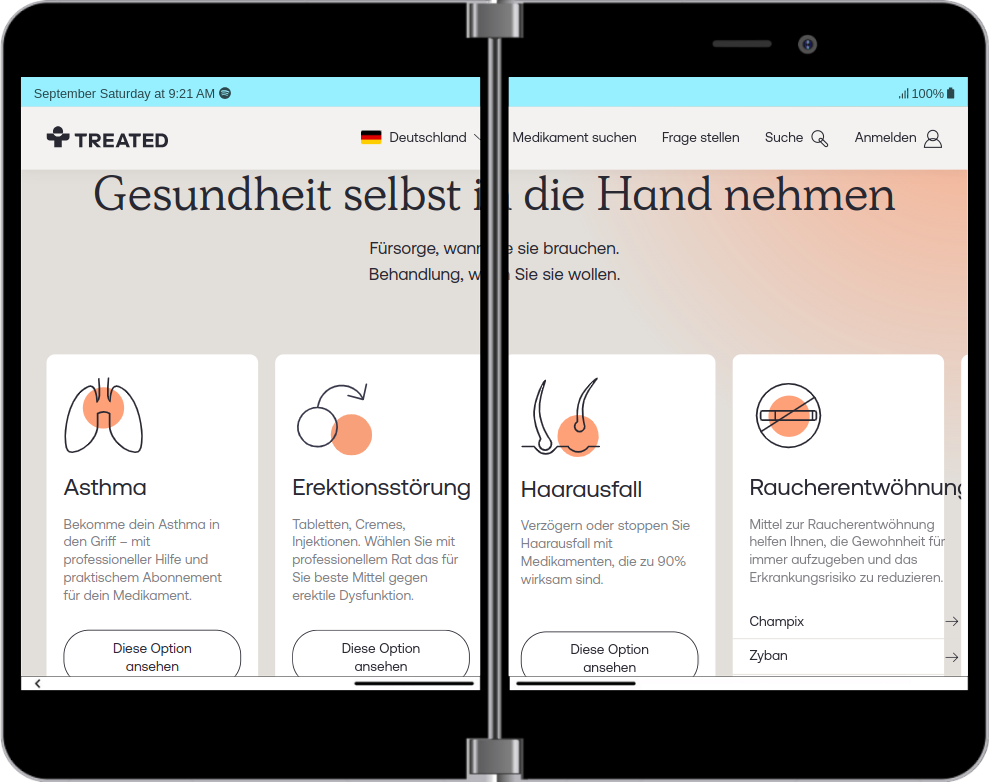 September Saturday at 9:21 AM
100%
TREATED
Deutschland
Medikament suchen
Frage stellen
Suche
Anmelden
Gesundheit selbst in die Hand nehmen
Fürsorge, wann sie sie brauchen.
Behandlung, wie Sie sie wollen.
Asthma
Bekomme dein Asthma in
den Griff – mit
professioneller Hilfe und
praktischem Abonnement
für dein Medikament.
Diese Option
ansehen
Erektionsstörung
Tabletten, Cremes,
Injektionen. Wählen Sie mit
professionellem Rat das für
Sie beste Mittel gegen
erektile Dysfunktion.
Diese Option
ansehen
Haarausfall
Verzögern oder stoppen Sie
Haarausfall mit
Medikamenten, die zu 90%
wirksam sind.
Diese Option
ansehen
Raucherentwöhnung
Mittel zur Raucherentwöhnung
helfen Ihnen, die Gewohnheit für
immer aufzugeben und das
Erkrankungsrisiko zu reduzieren.
Champix
Zyban